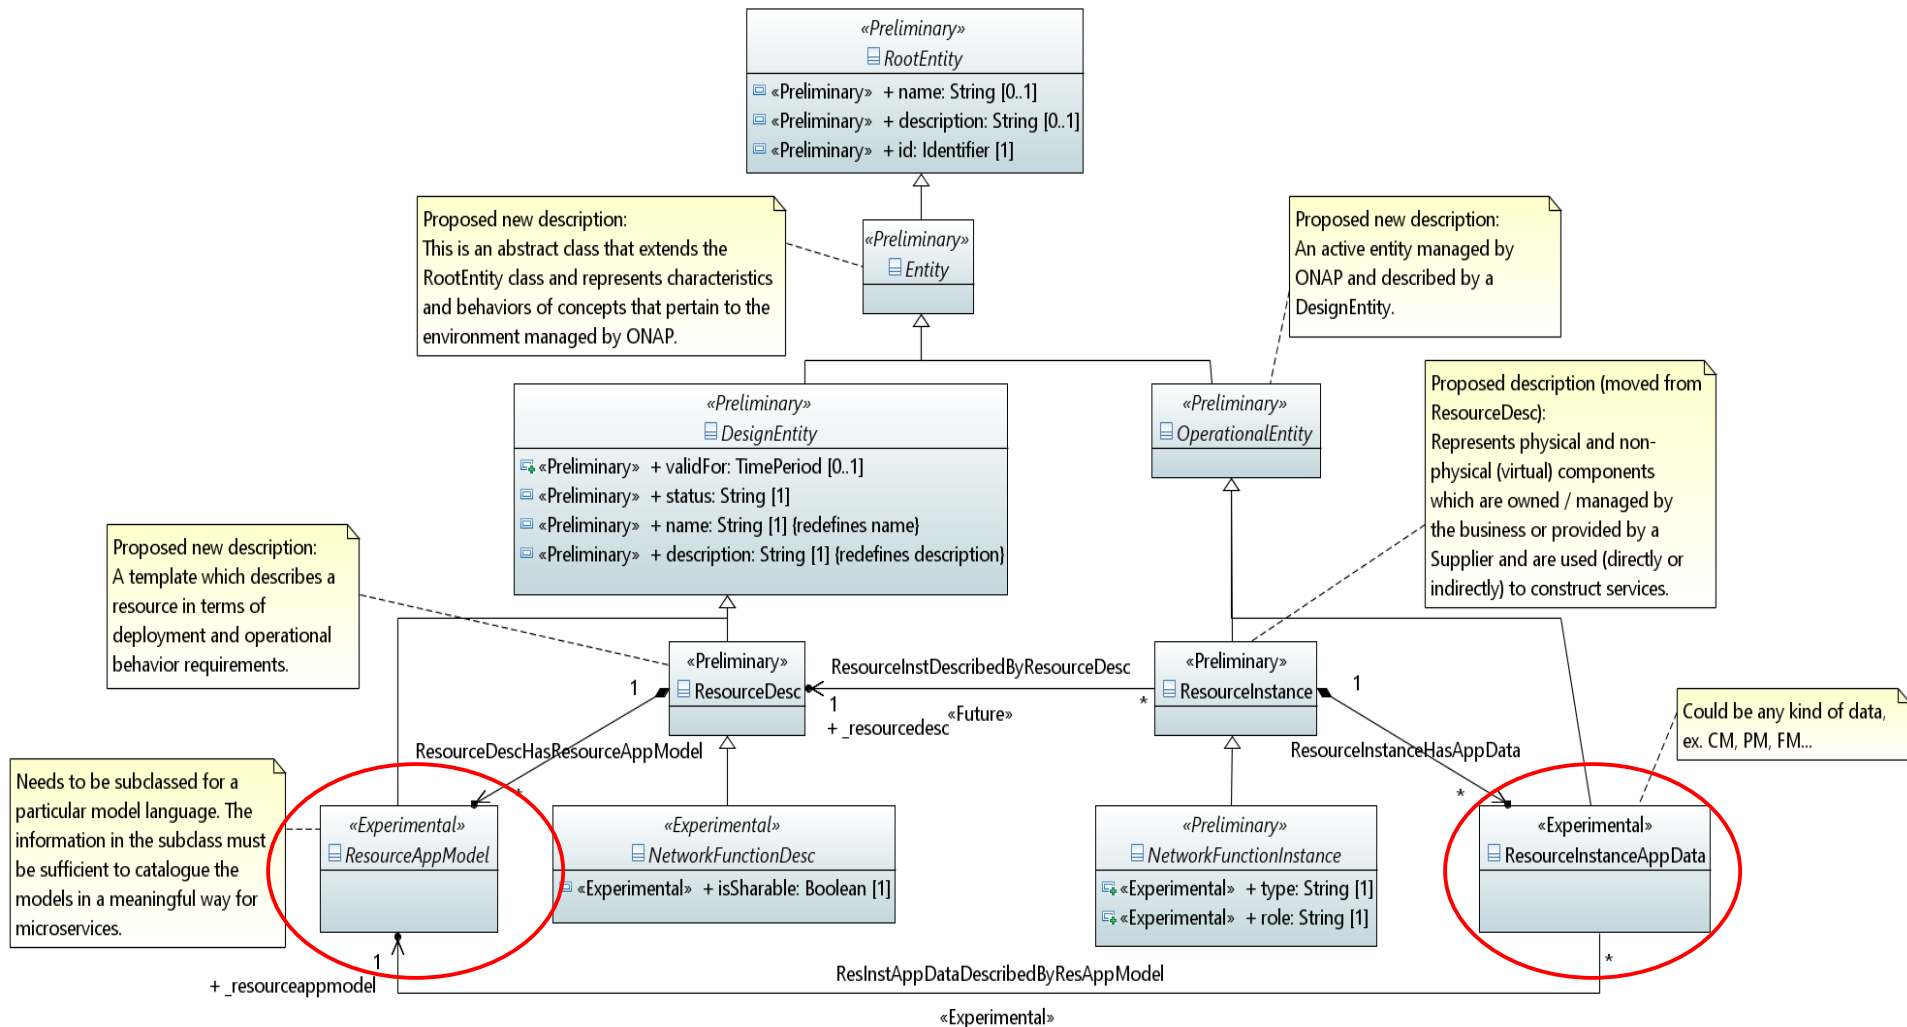 «Preliminary»
RootEntity
«Preliminary» + name: String [0..1]
«Preliminary» + description: String [0..1]
«Preliminary» + id: Identifier [1]
Proposed new description:
This is an abstract class that extends the
RootEntity class and represents characteristics
and behaviors of concepts that pertain to the
environment managed by ONAP.
«Preliminary»
Entity
Proposed new description:
An active entity managed by
ONAP and described by a
DesignEntity.
«Preliminary»
DesignEntity
«Preliminary» + validFor: TimePeriod [0..1]
«Preliminary» + status: String [1]
«Preliminary» + name: String [1] {redefines name}
«Preliminary» + description: String [1] {redefines description}
«Preliminary»
OperationalEntity
Proposed description (moved from
ResourceDesc):
Represents physical and non-
physical (virtual) components
which are owned / managed by
the business or provided by a
Supplier and are used (directly or
indirectly) to construct services.
Proposed new description:
A template which describes a
resource in terms of
deployment and operational
behavior requirements.
«Preliminary»
ResourceDesc
1
ResourceInstDescribedByResourceDesc
1
+ _resourcedesc
«Future»
*
«Preliminary»
ResourceInstance
1
Could be any kind of data,
ex. CM, PM, FM...
ResourceDescHasResourceAppModel
*
ResourceInstanceHasAppData
*
Needs to be subclassed for a
particular model language. The
information in the subclass must
be sufficient to catalogue the
models in a meaningful way for
microservices.
«Experimental»
ResourceAppModel
«Experimental»
NetworkFunctionDesc
«Experimental» + isSharable: Boolean [1]
«Preliminary»
NetworkFunctionInstance
«Experimental» + type: String [1]
«Experimental» + role: String [1]
«Experimental»
ResourceInstanceAppData
1
+ _resourceappmodel
ResInstAppDataDescribedByResAppModel
*
«Experimental»